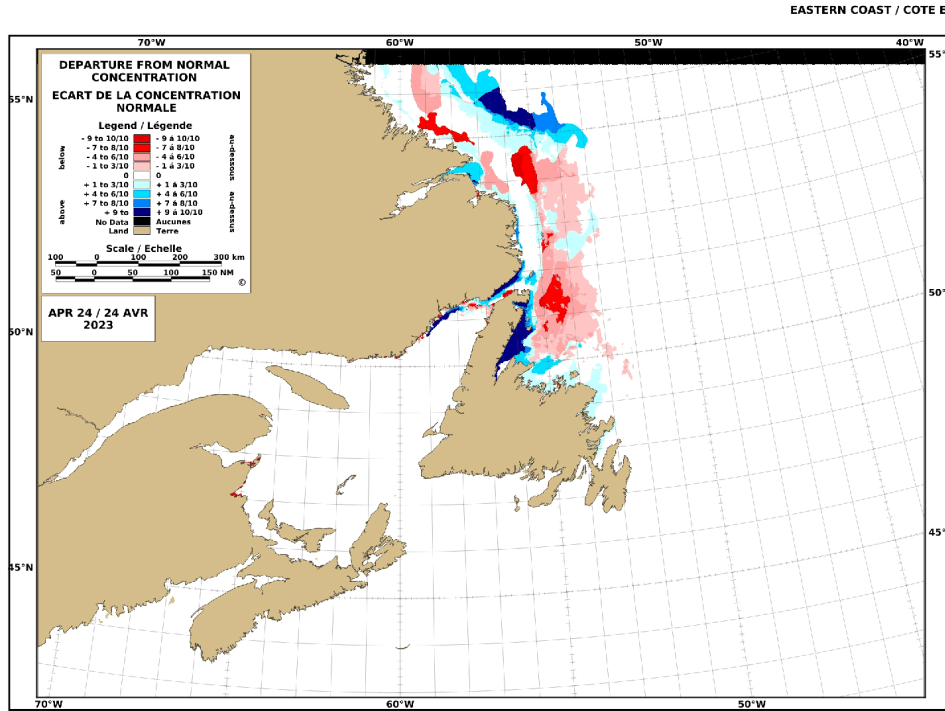 EASTERN COAST / COTE E
70°W 60°W 50°W 40°W
55°
DEPARTURE FROM NORMAL
CONCENTRATION
ECART DE LA CONCENTRATION
NORMALE
55°N
Legend / Légende
below
- 9 to 10/10 - 9 á 10/10
- 7 to 8/10 - 7 á 8/10
- 4 to 6/10 - 4 á 6/10
- 1 to 3/10 - 1 á 3/10
au-dessous
0 0
above
+ 1 to 3/10 + 1 á 3/10
+ 4 to 6/10 + 4 á 6/10
+ 7 to 8/10 + 7 á 8/10
+ 9 to + 9 á 10/10
au-dessus
No Data Aucunes
Land Terre
Scale / Echelle
100 0 100 200 300 km
50 0 50 100 150 NM
©
50°
APR 24 / 24 AVR
2023
50°N
45°
45°N
70°W 60°W 50°W